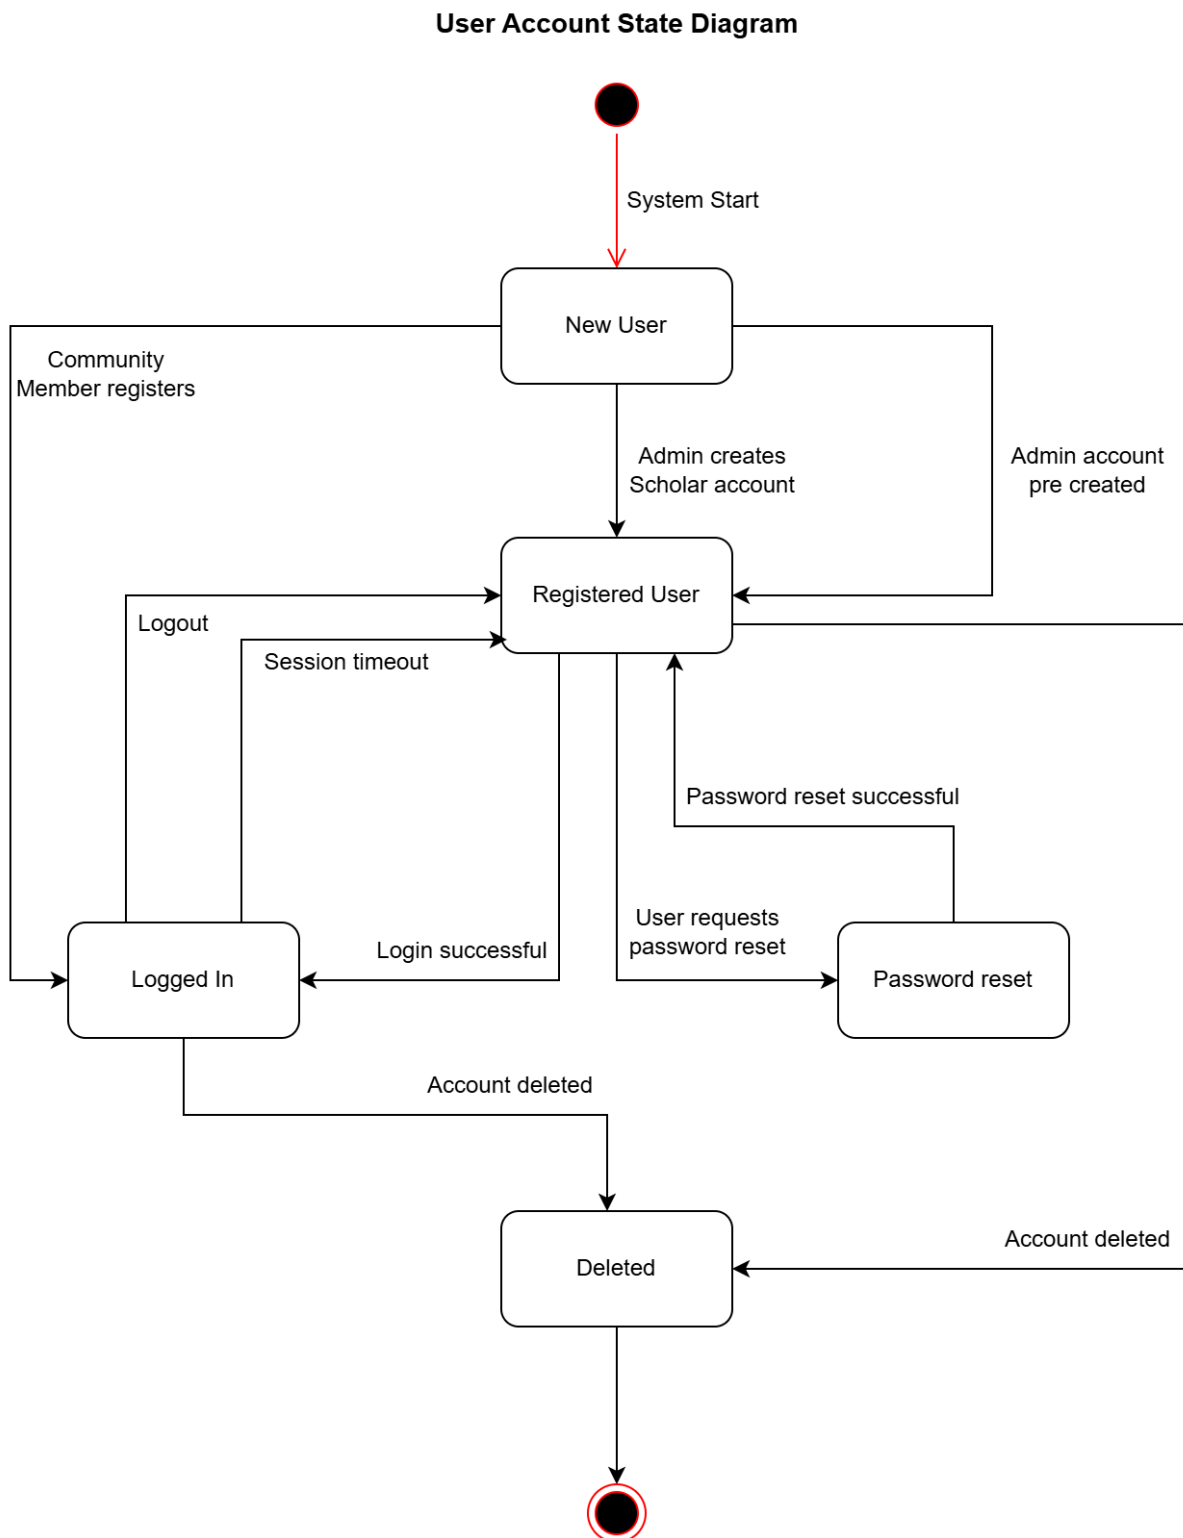 User Account State Diagram
System Start
New User
Community
Member registers
Admin creates
Scholar account
Admin account
pre created
Registered User
Logout
Session timeout
Password reset successful
User requests
password reset
Login successful
Logged In
Password reset
Account deleted
Account deleted
Deleted